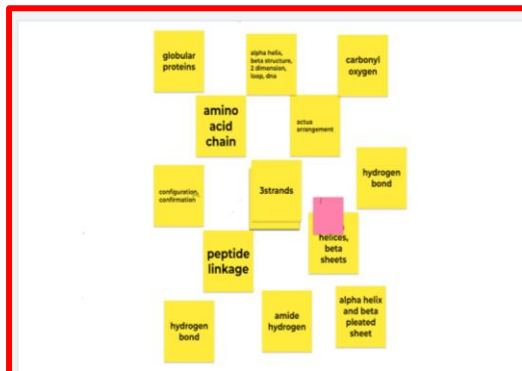 globular
proteins
alpha helix,
beta structure,
2 dimension,
loop, dna
carbonyl
oxygen
amino
acid
chain
actus
arrangement
configuration,
confirmation
3strands
hydrogen
bond
helices,
beta
sheets
peptide
linkage
hydrogen
bond
amide
hydrogen
alpha helix
and beta
pleated
sheet